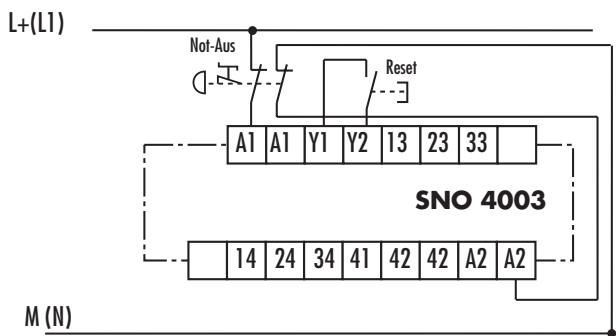 L+(L1)
Not-Aus
Reset
A1 A1 Y1 Y2 13 23 33
SNO 4003
14 24 34 41 42 42 A2 A2
M (N)